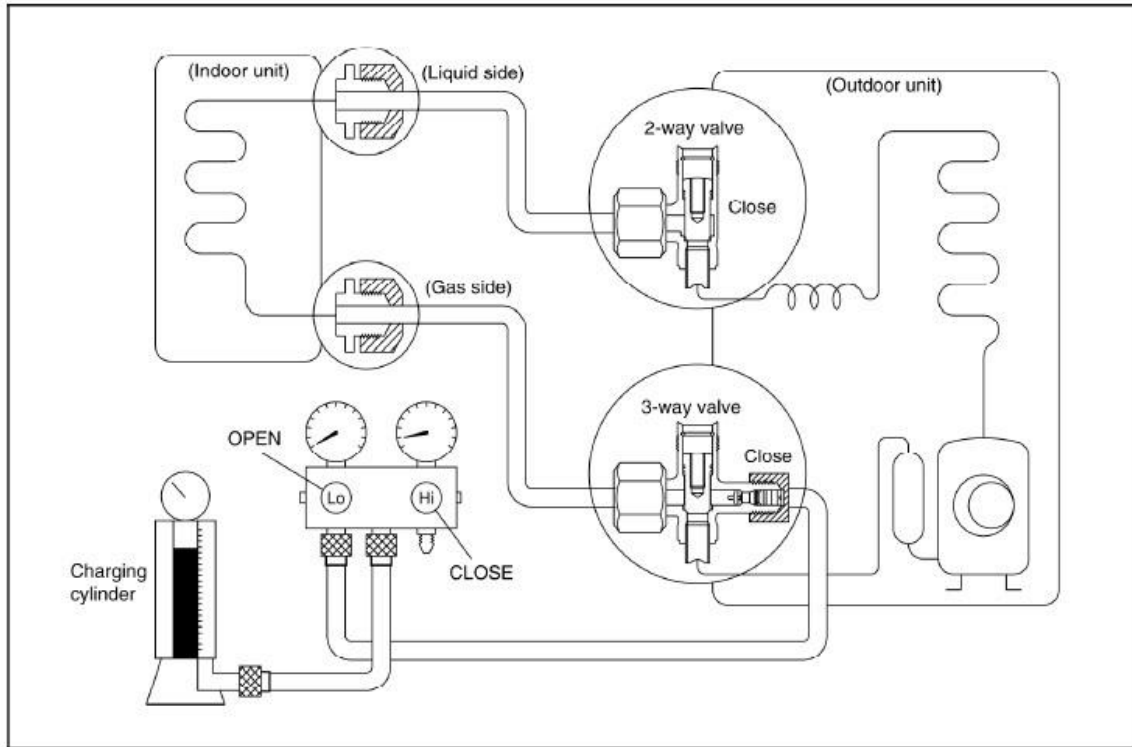 (Indoor unit)
(Liquid side)
(Outdoor unit)
2-way valve
Close
(Gas side)
3-way valve
Close
OPEN
Lo
Hi
CLOSE
Charging
cylinder